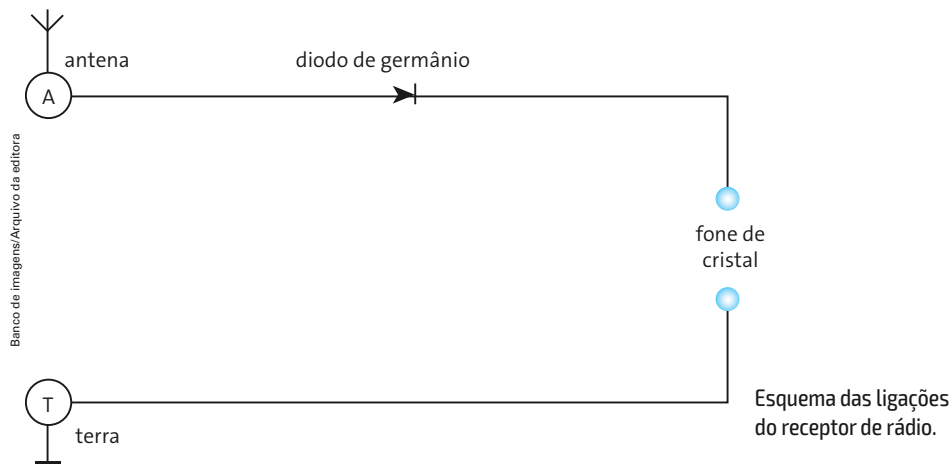 antena
diodo de germânio
A
Banco de imagens/Arquivo da editora
fone de
cristal
T
terra
Esquema das ligações
do receptor de rádio.